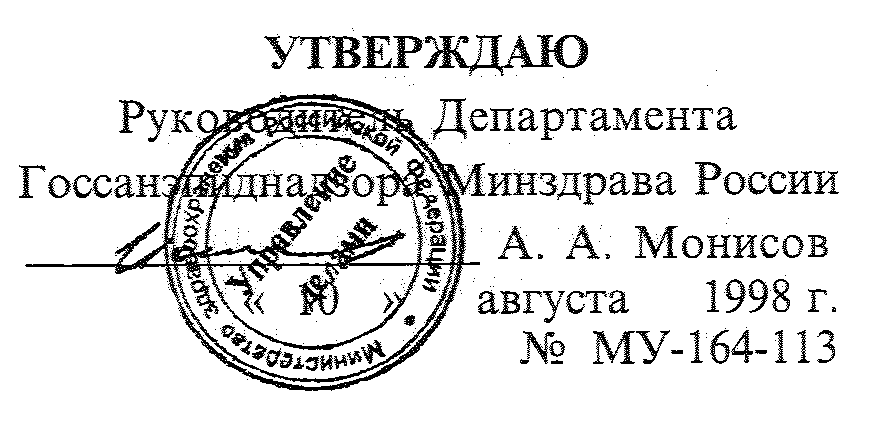 УТВЕРЖДАЮ
Руководитель Департамента
Госсанэпиднадзора Минздрава России
А. А. Монисов
« 10 » августа 1998 г.
№ МУ-164-113
Министерство здравоохранения Российской Федерации
Управление
делами